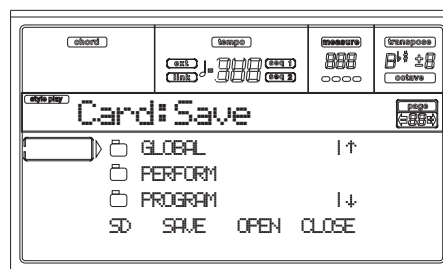 chord tempo measure transpose
ext seq 1
link seq 2
octave
style play page
Card:Save
GLOBAL
PERFORM
PROGRAM
SD SAVE OPEN CLOSE